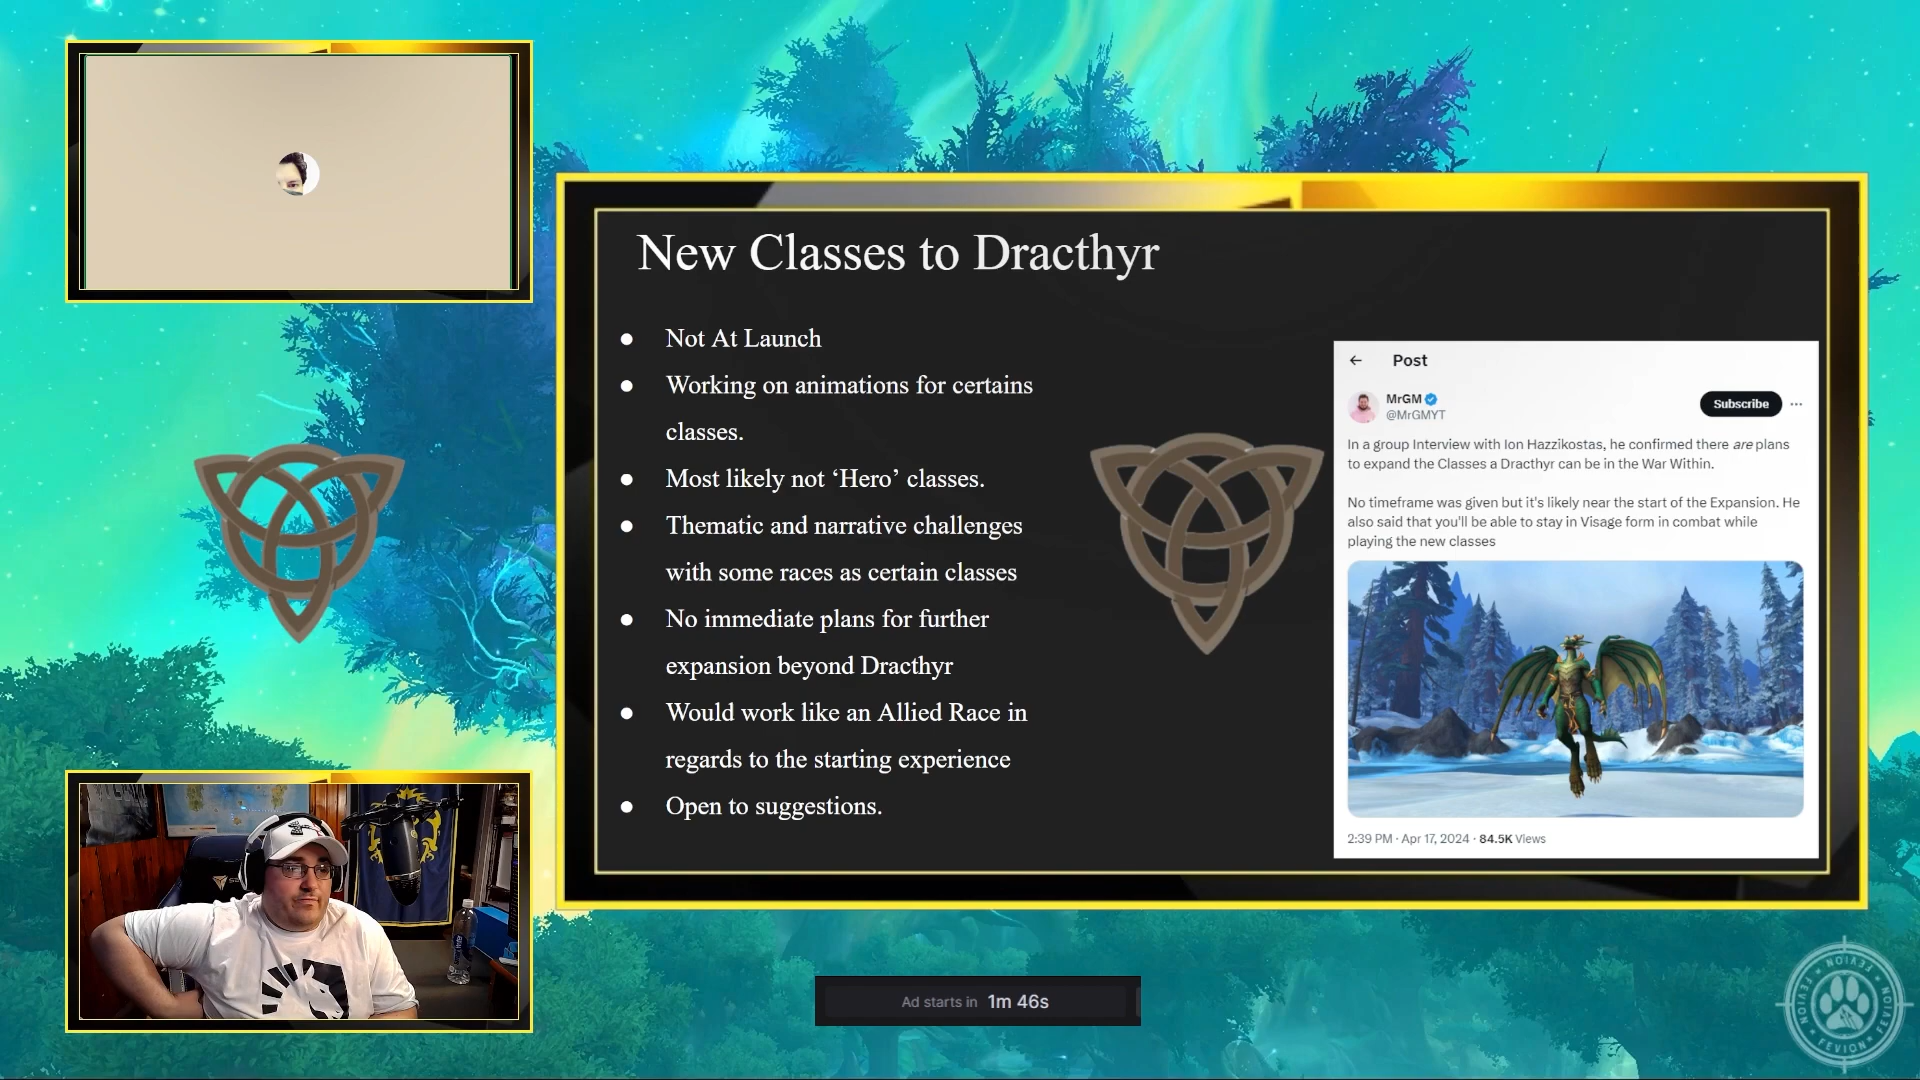 New Classes to Dracthyr
● Not At Launch
● Working on animations for certains
classes.
● Most likely not ‘Hero’ classes.
● Thematic and narrative challenges
with some races as certain classes
● No immediate plans for further
expansion beyond Dracthyr
● Would work like an Allied Race in
regards to the starting experience
● Open to suggestions.
Post
MrGM
@MrGMYT
Subscribe
In a group Interview with Ion Hazzikostas, he confirmed there are plans
to expand the Classes a Dracthyr can be in the War Within.
No timeframe was given but it's likely near the start of the Expansion. He
also said that you'll be able to stay in Visage form in combat while
playing the new classes
2:39 PM · Apr 17, 2024 · 84.5K Views
Ad starts in 1m 46s
FEVION
FEVION
FEVION
FEVION